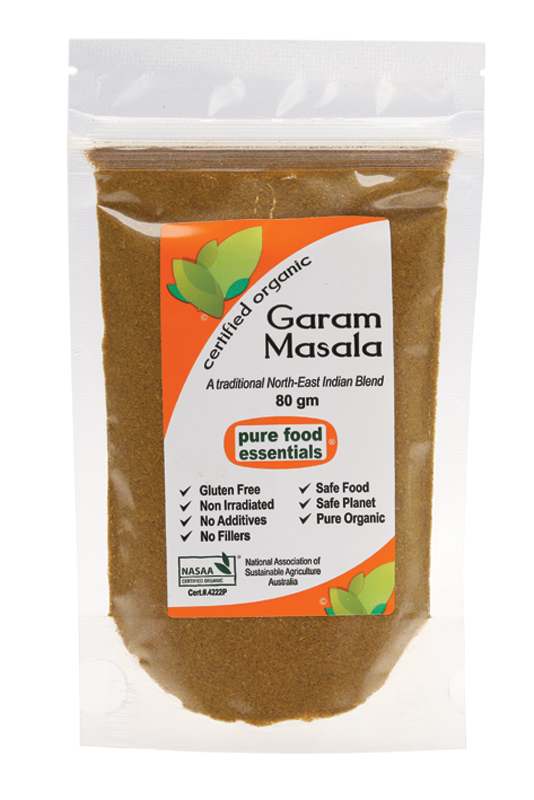 certified organic
Garam
Masala
A traditional North-East Indian Blend
80 gm
pure food
essentials®
✓ Gluten Free
✓ Non Irradiated
✓ No Additives
✓ No Fillers
✓ Safe Food
✓ Safe Planet
✓ Pure Organic
NASAA®
CERTIFIED ORGANIC
Cert.#.4222P
National Association of
Sustainable Agriculture
Australia
©
©